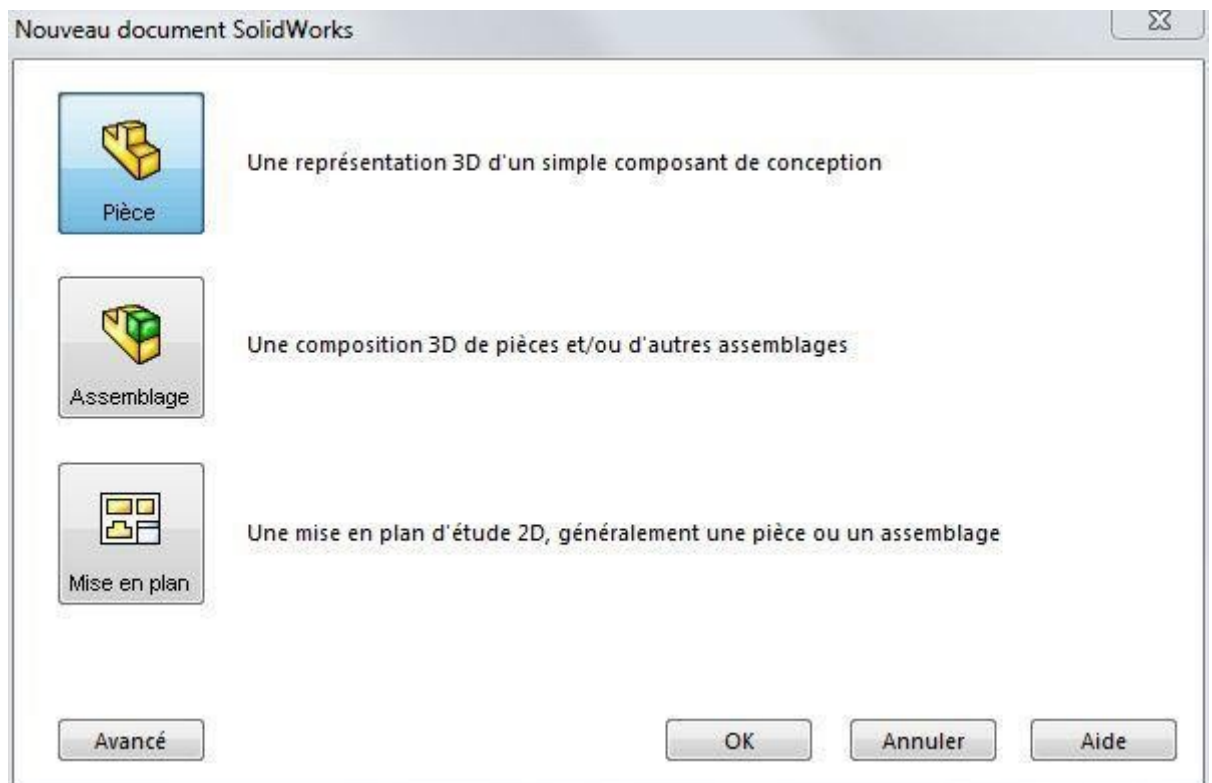 Nouveau document SolidWorks
Pièce
Une représentation 3D d'un simple composant de conception
Assemblage
Une composition 3D de pièces et/ou d'autres assemblages
Mise en plan
Une mise en plan d'étude 2D, généralement une pièce ou un assemblage
Avancé
OK
Annuler
Aide